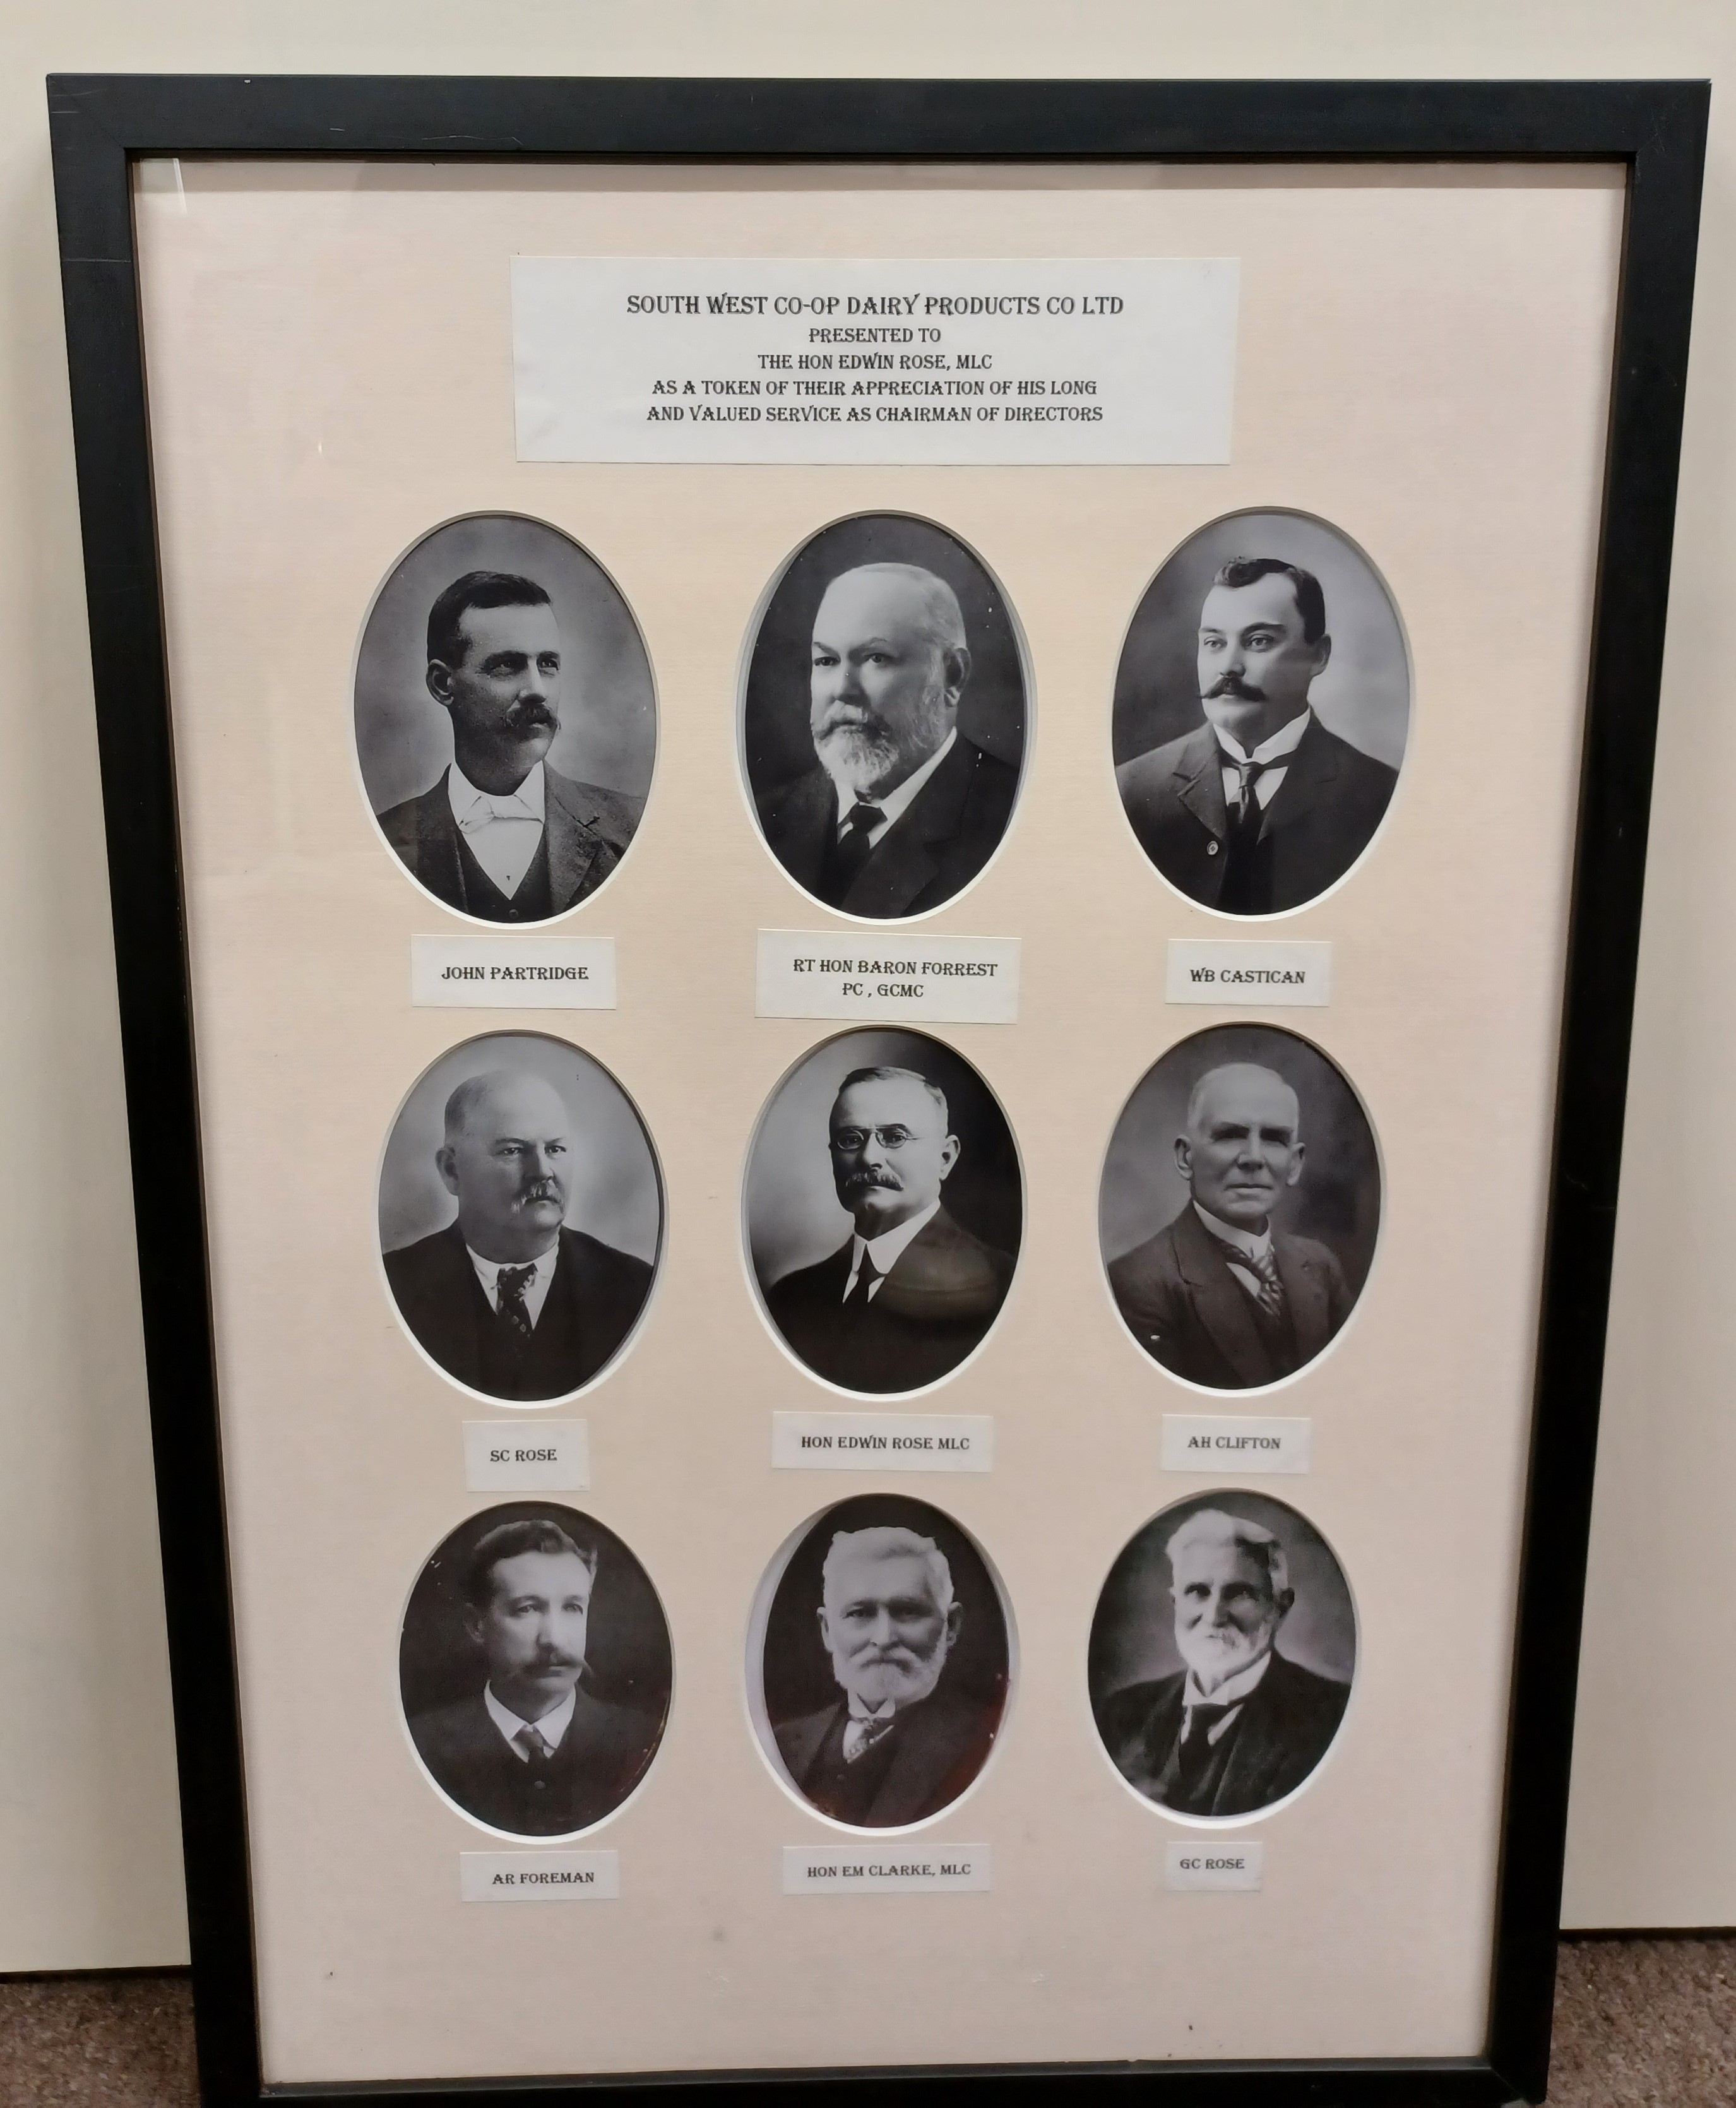 SOUTH WEST CO-OP DAIRY PRODUCTS CO LTD
PRESENTED TO
THE HON EDWIN ROSE, MLC
AS A TOKEN OF THEIR APPRECIATION OF HIS LONG
AND VALUED SERVICE AS CHAIRMAN OF DIRECTORS
JOHN PARTRIDGE
RT HON BARON FORREST
PC , GCMC
WB CASTICAN
SC ROSE
HON EDWIN ROSE MLC
AH CLIFTON
AR FOREMAN
HON EM CLARKE, MLC
GC ROSE